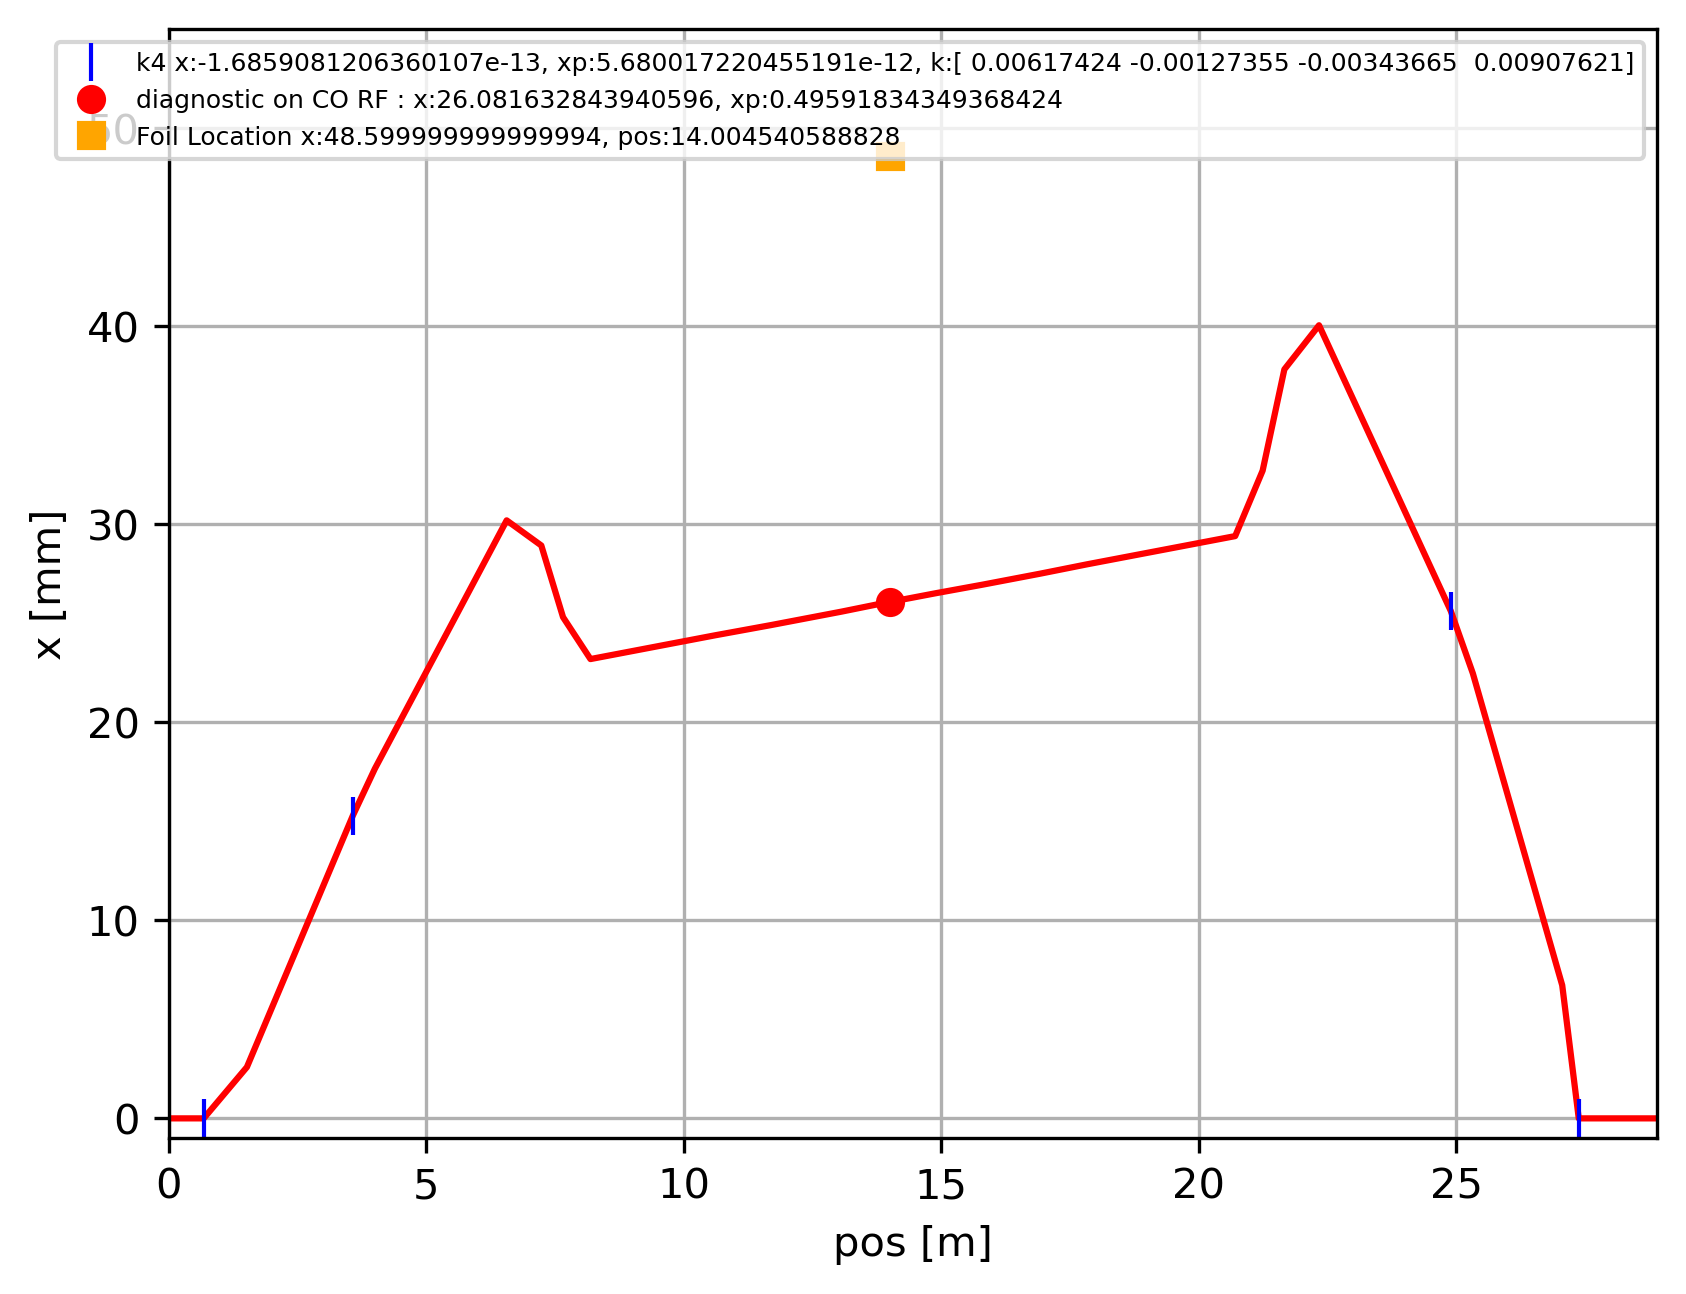 k4 x:-1.6859081206360107e-13, xp:5.680017220455191e-12, k:[ 0.00617424 -0.00127355 -0.00343665  0.00907621]
diagnostic on CO RF : x:26.081632843940596, xp:0.49591834349368424
Foil Location x:48.599999999999994, pos:14.004540588828
50
40
30
20
10
0
x [mm]
0 5 10 15 20 25
pos [m]